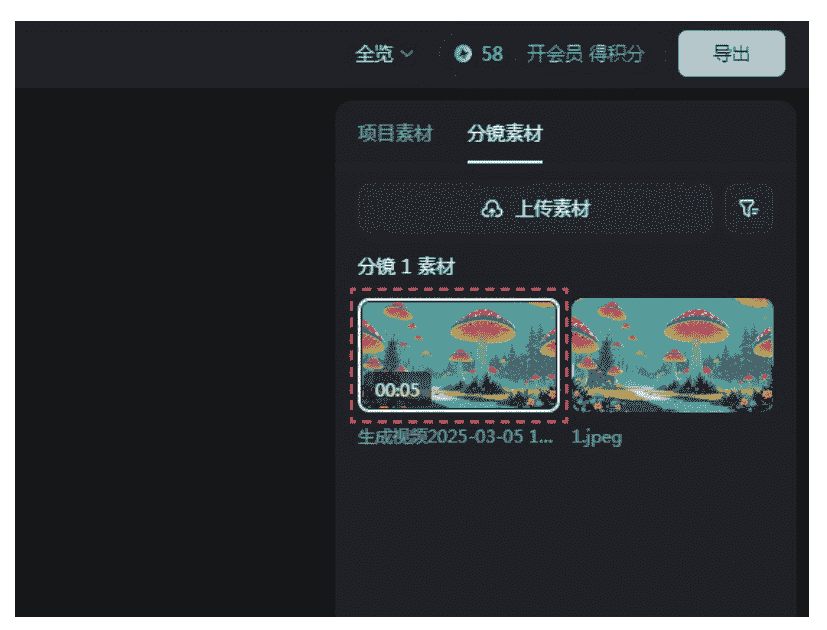 全览 58 开会员 得积分 导出
项目素材 分镜素材
上传素材
分镜 1 素材
00:05
生成视频2025-03-05 1... 1.jpeg